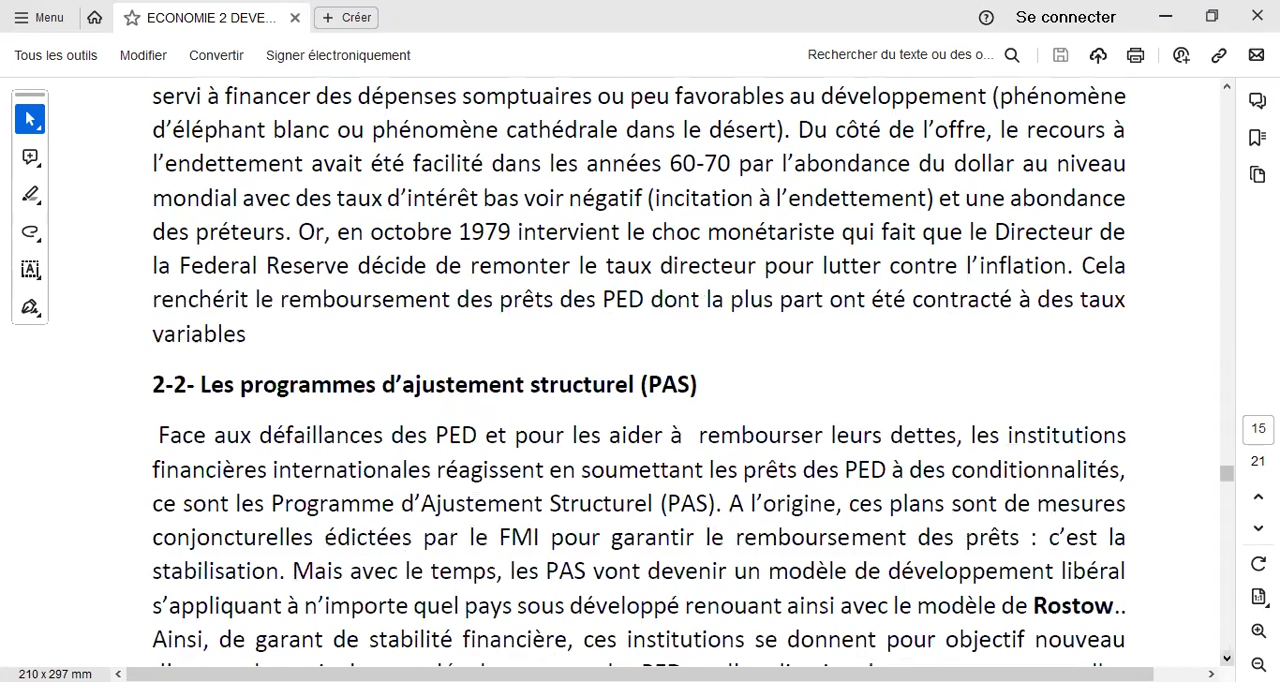 Menu
ECONOMIE 2 DEVE...
Créer
Se connecter
Tous les outils
Modifier
Convertir
Signer électroniquement
Rechercher du texte ou des o...
servi à financer des dépenses somptuaires ou peu favorables au développement (phénomène
d’éléphant blanc ou phénomène cathédrale dans le désert). Du côté de l’offre, le recours à
l’endettement avait été facilité dans les années 60-70 par l’abondance du dollar au niveau
mondial avec des taux d’intérêt bas voir négatif (incitation à l’endettement) et une abondance
des préteurs. Or, en octobre 1979 intervient le choc monétariste qui fait que le Directeur de
la Federal Reserve décide de remonter le taux directeur pour lutter contre l’inflation. Cela
renchérit le remboursement des prêts des PED dont la plus part ont été contracté à des taux
variables
2-2- Les programmes d’ajustement structurel (PAS)
Face aux défaillances des PED et pour les aider à rembourser leurs dettes, les institutions
financières internationales réagissent en soumettant les prêts des PED à des conditionnalités,
ce sont les Programme d’Ajustement Structurel (PAS). A l’origine, ces plans sont de mesures
conjoncturelles édictées par le FMI pour garantir le remboursement des prêts : c’est la
stabilisation. Mais avec le temps, les PAS vont devenir un modèle de développement libéral
s’appliquant à n’importe quel pays sous développé renouant ainsi avec le modèle de Rostow..
Ainsi, de garant de stabilité financière, ces institutions se donnent pour objectif nouveau
15
21
210 x 297 mm